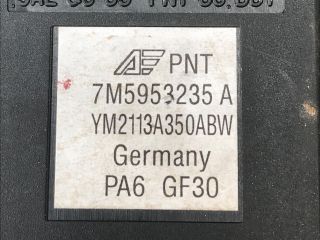 PNT
7M5953235 A
YM2113A350ABW
Germany
PA6 GF30